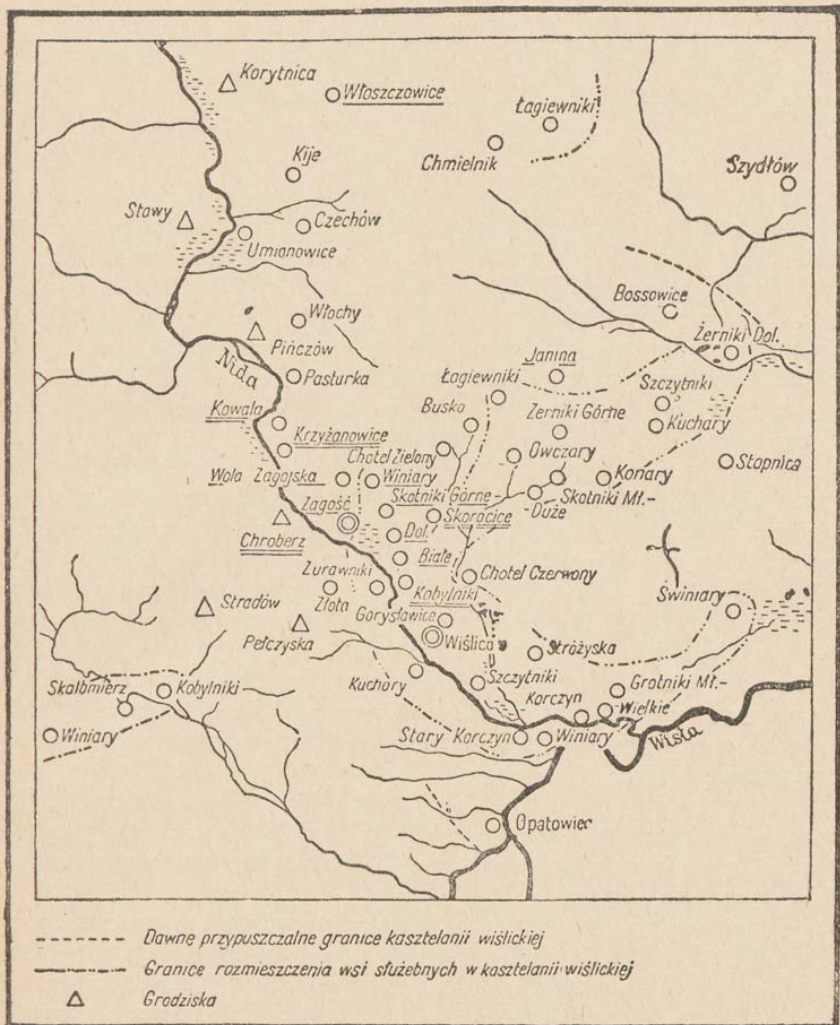 Korytnica
Włoszczowice
Łagiewniki
Chmielnik
Kije
Szydłów
Stawy
Czechów
Umianowice
Bossowice
Włochy
Pińczów
Żerniki Dol.
Nida
Janina
Pasturka
Łagiewniki
Szczytniki
Kowala
Busko
Żerniki Górne
Kuchary
Krzyżanowice
Chotel Zielony
Owczary
Stopnica
Wola Zagojska
Winiary
Konary
Skotniki Górne-
Skotniki Mł.-
Zagość
Skorocice
Duże
Chroberz
Dol.
Białe
Żurawniki
Chotel Czerwony
Kobylniki
Złota
Świniary
Stradów
Gorysławice
Pełczyska
Wiślica
Stróżyska
Kuchary
Szczytniki
Skalbmierz
Kobylniki
Grotniki Mł.-
Korczyn
Wielkie
Winiary
Stary Korczyn
Winiary
Wisła
Opatowiec
Dawne przypuszczalne granice kasztelanii wiślickiej
Granice rozmieszczenia wsi służebnych w kasztelanii wiślickiej
Grodziska